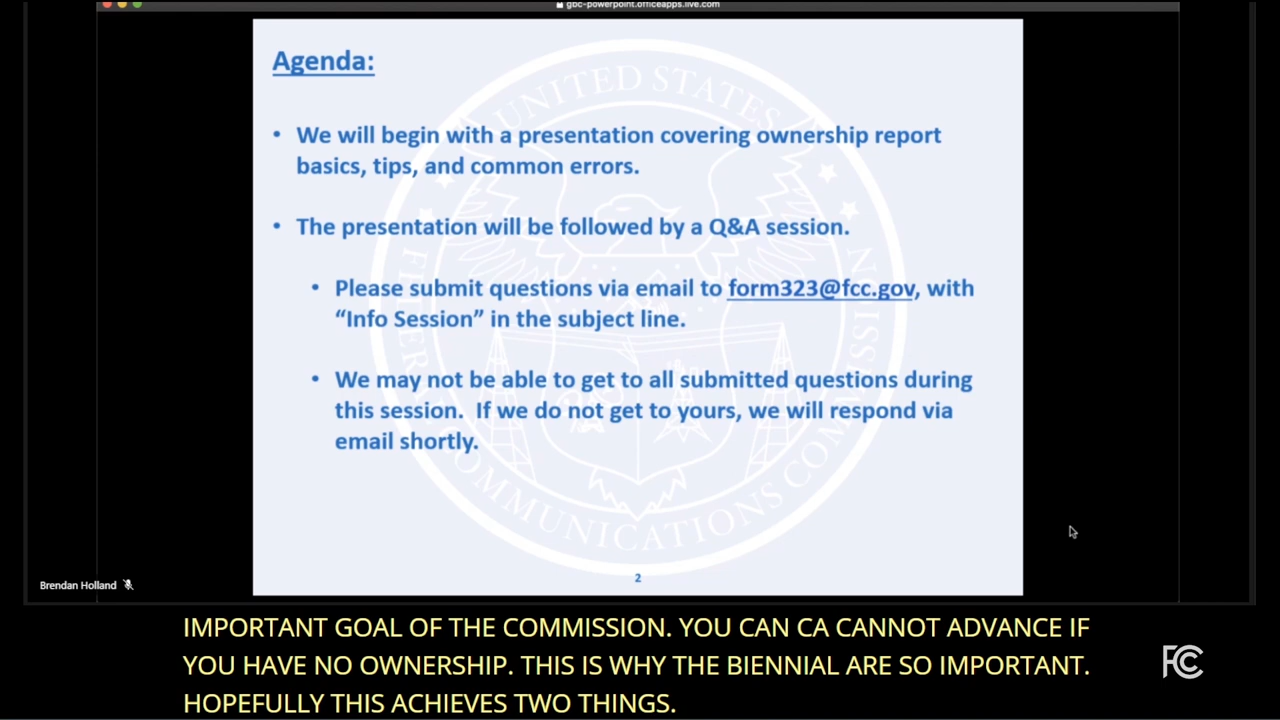 gbc-powerpoint.officeapps.live.com
Agenda:
• We will begin with a presentation covering ownership report
basics, tips, and common errors.
• The presentation will be followed by a Q&A session.
• Please submit questions via email to form323@fcc.gov, with
“Info Session” in the subject line.
• We may not be able to get to all submitted questions during
this session.  If we do not get to yours, we will respond via
email shortly.
UNITED STATES
FEDERAL COMMUNICATIONS COMMISSION
2
Brendan Holland
IMPORTANT GOAL OF THE COMMISSION. YOU CAN CA CANNOT ADVANCE IF
YOU HAVE NO OWNERSHIP. THIS IS WHY THE BIENNIAL ARE SO IMPORTANT.
HOPEFULLY THIS ACHIEVES TWO THINGS.
FCC